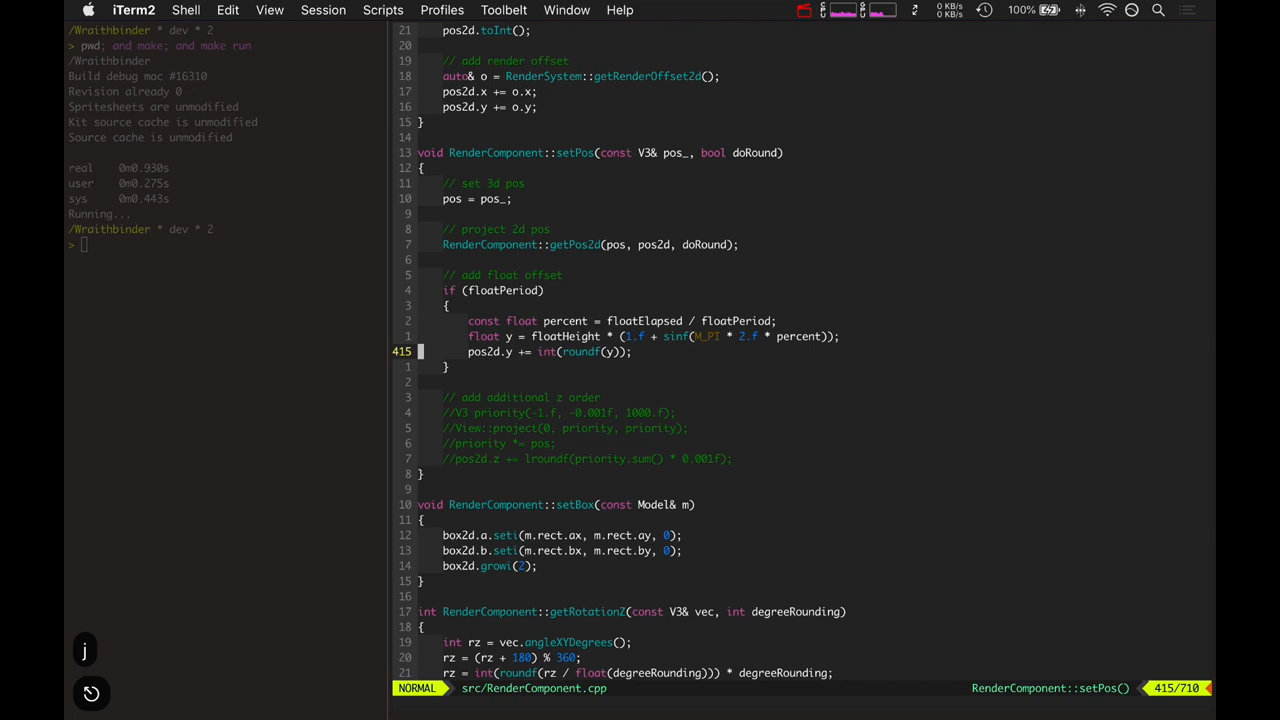 iTerm2 Shell Edit View Session Scripts Profiles Toolbelt Window Help 0 KB/s 0 KB/s 100%
/Wraithbinder * dev * 2
> pwd; and make; and make run
/Wraithbinder
Build debug mac #16310
Revision already 0
Spritesheets are unmodified
Kit source cache is unmodified
Source cache is unmodified
real 0m0.930s
user 0m0.275s
sys 0m0.443s
Running...
/Wraithbinder * dev * 2
>
j
21 pos2d.toInt();
20
19 // add render offset
18 auto& o = RenderSystem::getRenderOffset2d();
17 pos2d.x += o.x;
16 pos2d.y += o.y;
15 }
14
13 void RenderComponent::setPos(const V3& pos_, bool doRound)
12 {
11 // set 3d pos
10 pos = pos_;
9
8 // project 2d pos
7 RenderComponent::getPos2d(pos, pos2d, doRound);
6
5 // add float offset
4 if (floatPeriod)
3 {
2 const float percent = floatElapsed / floatPeriod;
1 float y = floatHeight * (1.f + sinf(M_PI * 2.f * percent));
415 pos2d.y += int(roundf(y));
1 }
2
3 // add additional z order
4 //V3 priority(-1.f, -0.001f, 1000.f);
5 //View::project(0, priority, priority);
6 //priority *= pos;
7 //pos2d.z += lroundf(priority.sum() * 0.001f);
8 }
9
10 void RenderComponent::setBox(const Model& m)
11 {
12 box2d.a.seti(m.rect.ax, m.rect.ay, 0);
13 box2d.b.seti(m.rect.bx, m.rect.by, 0);
14 box2d.growi(2);
15 }
16
17 int RenderComponent::getRotationZ(const V3& vec, int degreeRounding)
18 {
19 int rz = vec.angleXYDegrees();
20 rz = (rz + 180) % 360;
21 rz = int(roundf(rz / float(degreeRounding))) * degreeRounding;
NORMAL src/RenderComponent.cpp RenderComponent::setPos() 415/710